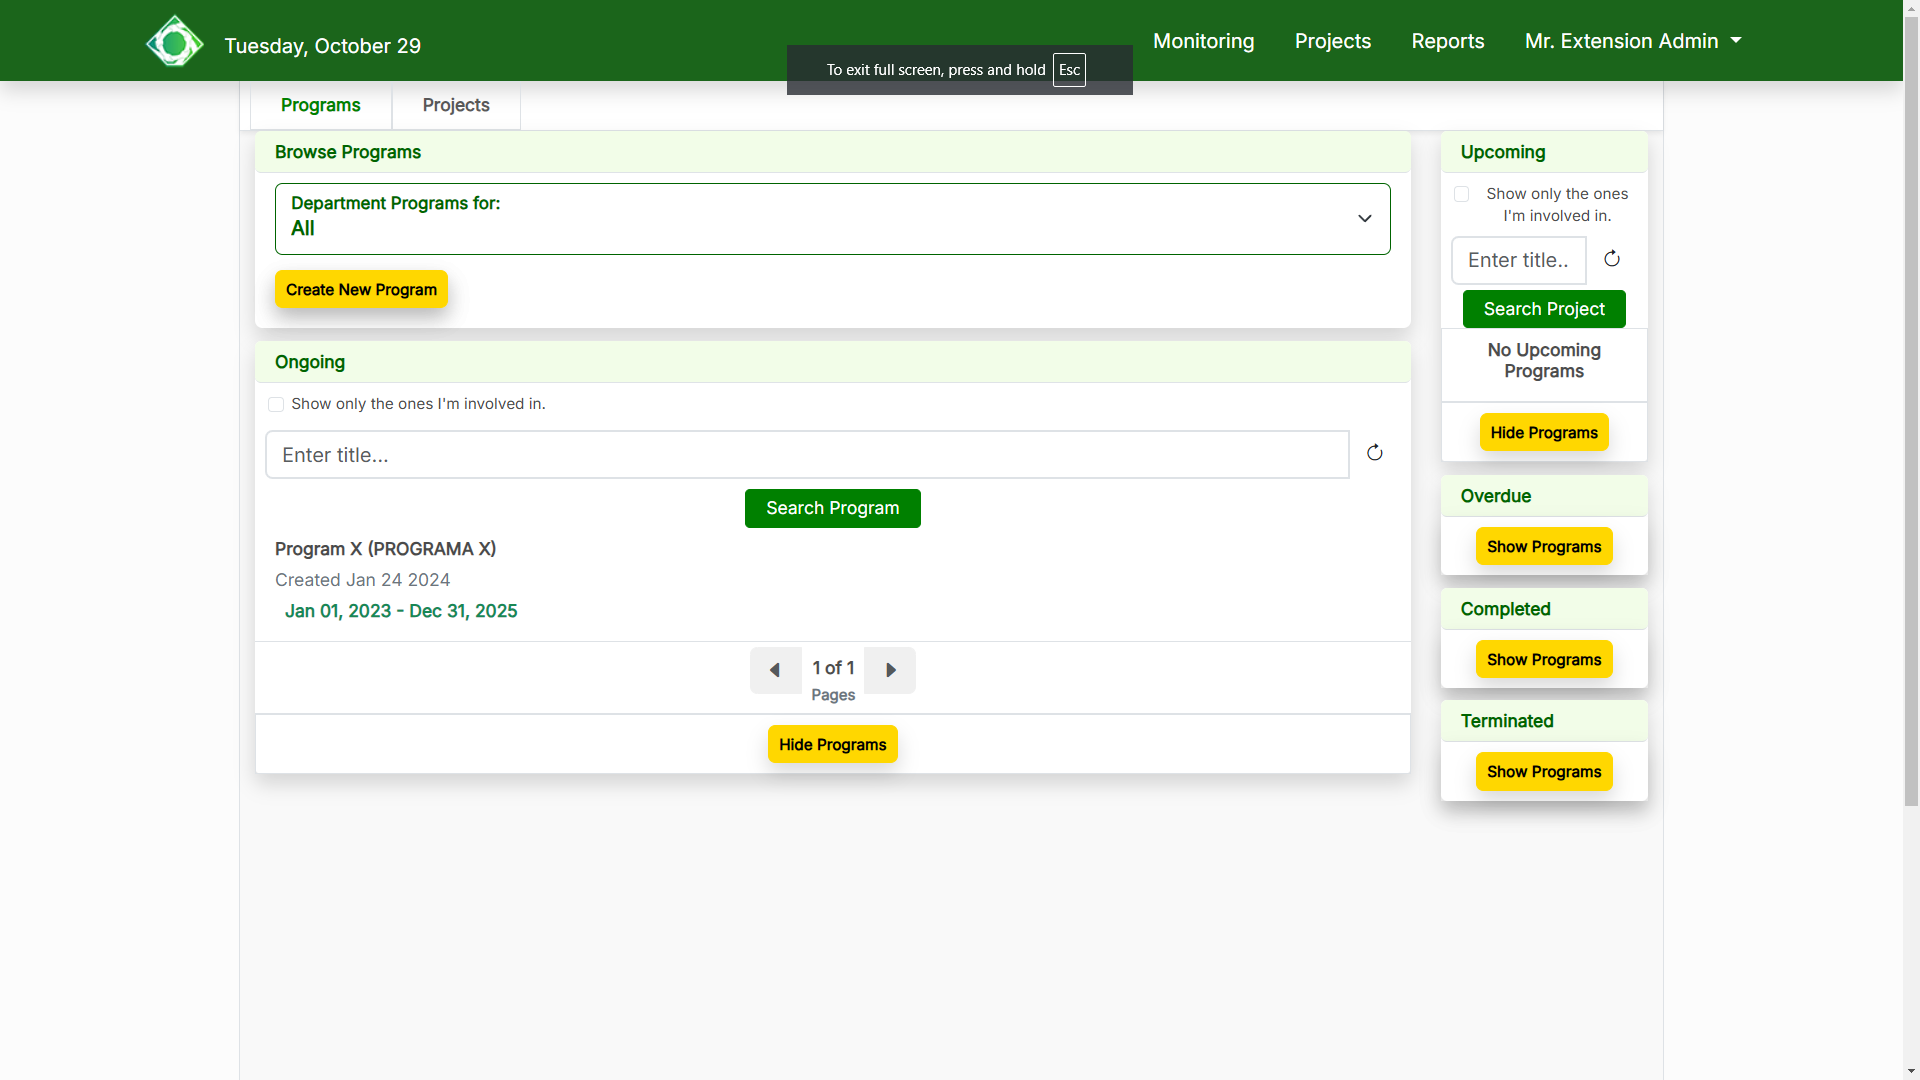 Tuesday, October 29
Monitoring
Projects
Reports
Mr. Extension Admin
To exit full screen, press and hold Esc
Programs
Projects
Browse Programs
Department Programs for:
All
Create New Program
Ongoing
Show only the ones I'm involved in.
Enter title...
Search Program
Program X (PROGRAMA X)
Created Jan 24 2024
Jan 01, 2023 - Dec 31, 2025
1 of 1
Pages
Hide Programs
Upcoming
Show only the ones
I'm involved in.
Enter title..
Search Project
No Upcoming
Programs
Hide Programs
Overdue
Show Programs
Completed
Show Programs
Terminated
Show Programs